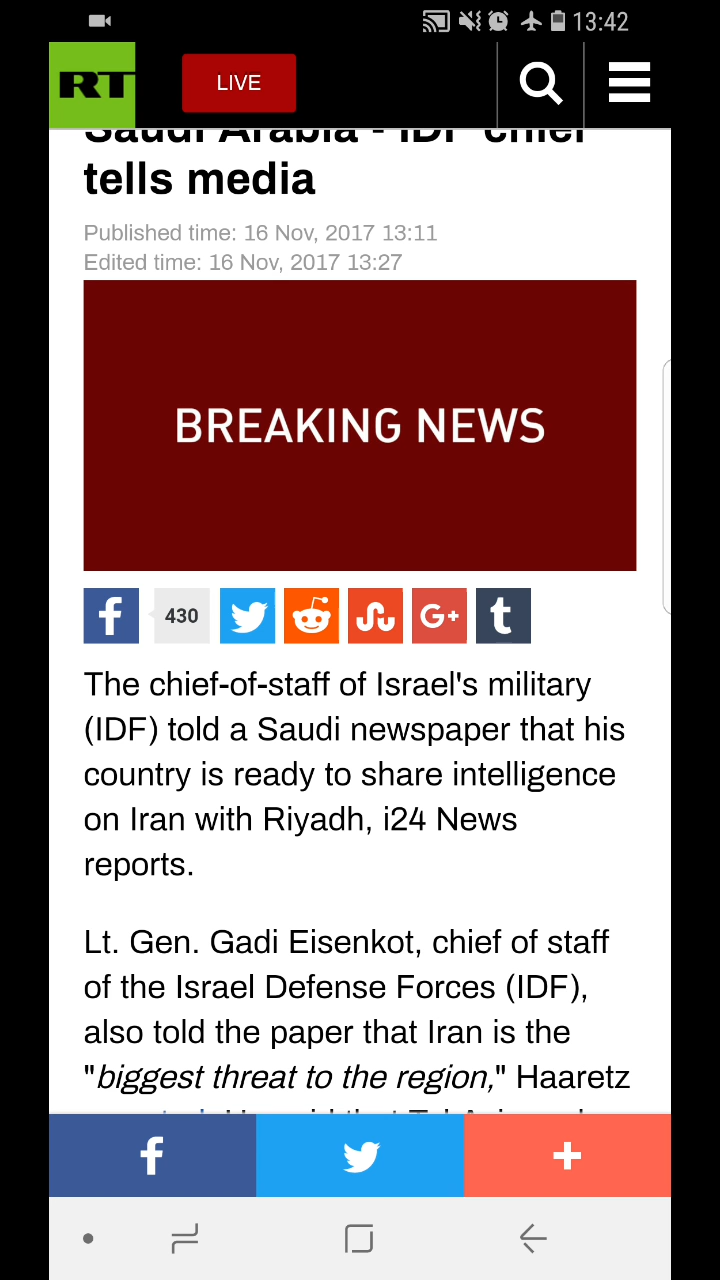 13:42
RT
LIVE
Saudi Arabia - IDF chief
tells media
Published time: 16 Nov, 2017 13:11
Edited time: 16 Nov, 2017 13:27
BREAKING NEWS
f 430 G+ t
The chief-of-staff of Israel's military
(IDF) told a Saudi newspaper that his
country is ready to share intelligence
on Iran with Riyadh, i24 News
reports.
Lt. Gen. Gadi Eisenkot, chief of staff
of the Israel Defense Forces (IDF),
also told the paper that Iran is the
"biggest threat to the region," Haaretz
f +